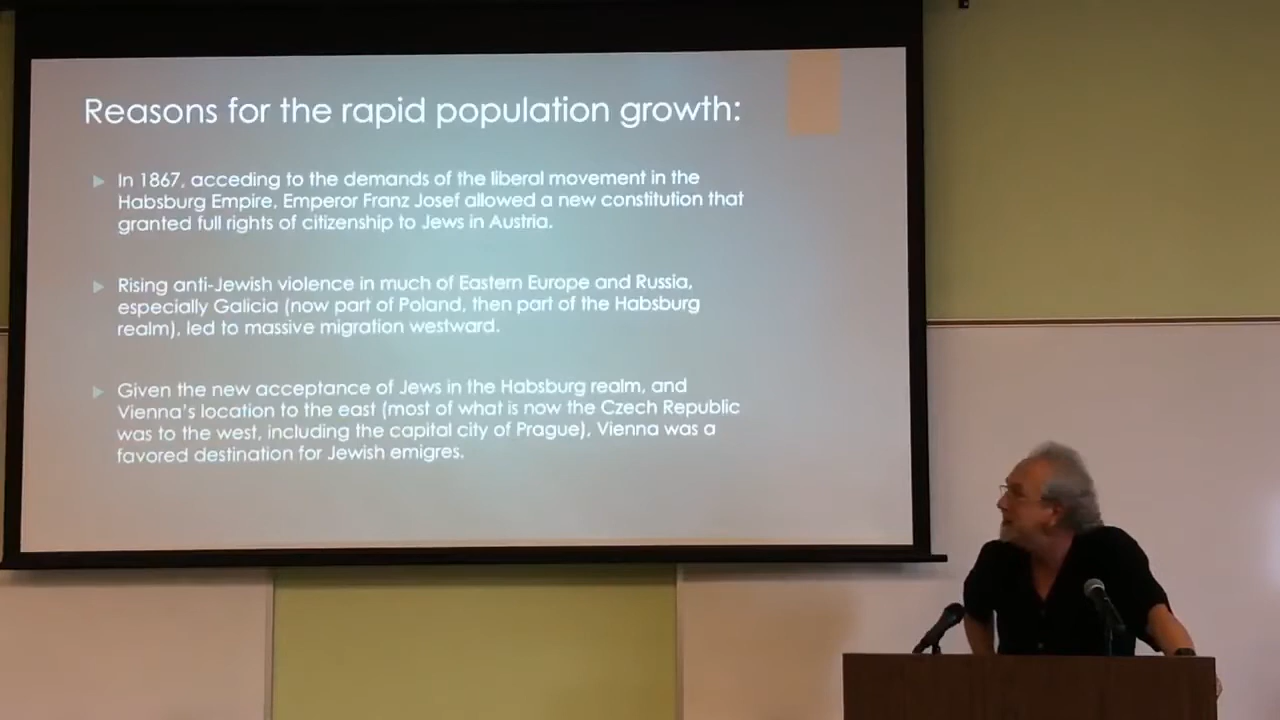 Reasons for the rapid population growth:
In 1867, acceding to the demands of the liberal movement in the
Habsburg Empire, Emperor Franz Josef allowed a new constitution that
granted full rights of citizenship to Jews in Austria.
Rising anti-Jewish violence in much of Eastern Europe and Russia,
especially Galicia (now part of Poland, then part of the Habsburg
realm), led to massive migration westward.
Given the new acceptance of Jews in the Habsburg realm, and
Vienna's location to the east (most of what is now the Czech Republic
was to the west, including the capital city of Prague), Vienna was a
favored destination for Jewish emigres.